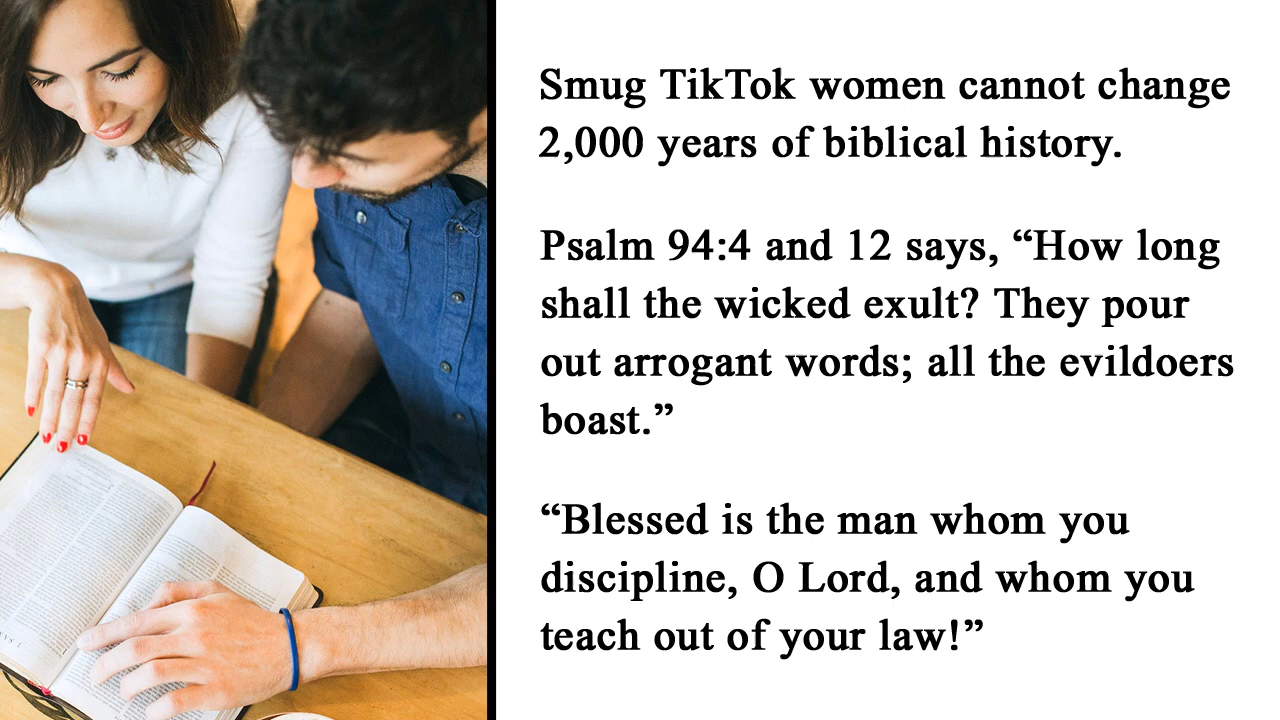 Smug TikTok women cannot change
2,000 years of biblical history.
Psalm 94:4 and 12 says, “How long
shall the wicked exult? They pour
out arrogant words; all the evildoers
boast.”
“Blessed is the man whom you
discipline, O Lord, and whom you
teach out of your law!”